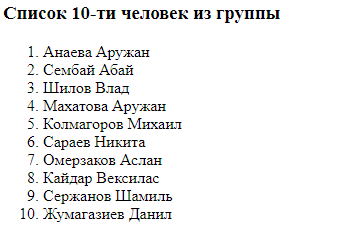 Список 10-ти человек из группы
1. Анаева Аружан
2. Сембай Абай
3. Шилов Влад
4. Махатова Аружан
5. Колмагоров Михаил
6. Сараев Никита
7. Омерзаков Аслан
8. Кайдар Вексилас
9. Сержанов Шамиль
10. Жумагазиев Данил